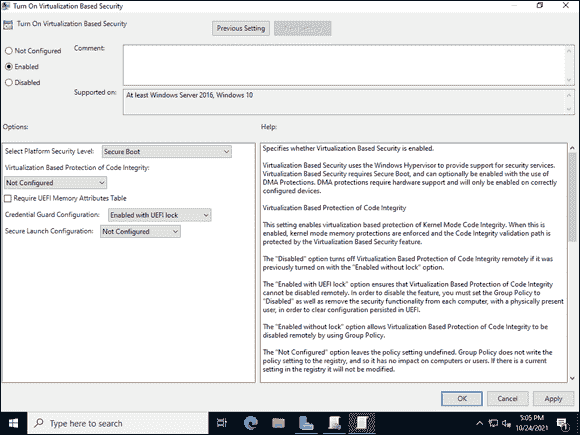 Turn On Virtualization Based Security
Turn On Virtualization Based Security
Previous Setting
Not Configured
Comment:
Enabled
Disabled
Supported on:
At least Windows Server 2016, Windows 10
Options:
Help:
Select Platform Security Level:
Secure Boot
Virtualization Based Protection of Code Integrity:
Not Configured
Require UEFI Memory Attributes Table
Credential Guard Configuration:
Enabled with UEFI lock
Secure Launch Configuration:
Not Configured
Specifies whether Virtualization Based Security is enabled.
Virtualization Based Security uses the Windows Hypervisor to provide support for security services.
Virtualization Based Security requires Secure Boot, and can optionally be enabled with the use of
DMA Protections. DMA protections require hardware support and will only be enabled on correctly
configured devices.
Virtualization Based Protection of Code Integrity
This setting enables virtualization based protection of Kernel Mode Code Integrity. When this is
enabled, kernel mode memory protections are enforced and the Code Integrity validation path is
protected by the Virtualization Based Security feature.
The "Disabled" option turns off Virtualization Based Protection of Code Integrity remotely if it was
previously turned on with the "Enabled without lock" option.
The "Enabled with UEFI lock" option ensures that Virtualization Based Protection of Code Integrity
cannot be disabled remotely. In order to disable the feature, you must set the Group Policy to
"Disabled" as well as remove the security functionality from each computer, with a physically present
user, in order to clear configuration persisted in UEFI.
The "Enabled without lock" option allows Virtualization Based Protection of Code Integrity to be
disabled remotely by using Group Policy.
The "Not Configured" option leaves the policy setting undefined. Group Policy does not write the
policy setting to the registry, and so it has no impact on computers or users. If there is a current
setting in the registry it will not be modified.
OK
Cancel
Apply
Type here to search
5:05 PM
10/24/2021
1